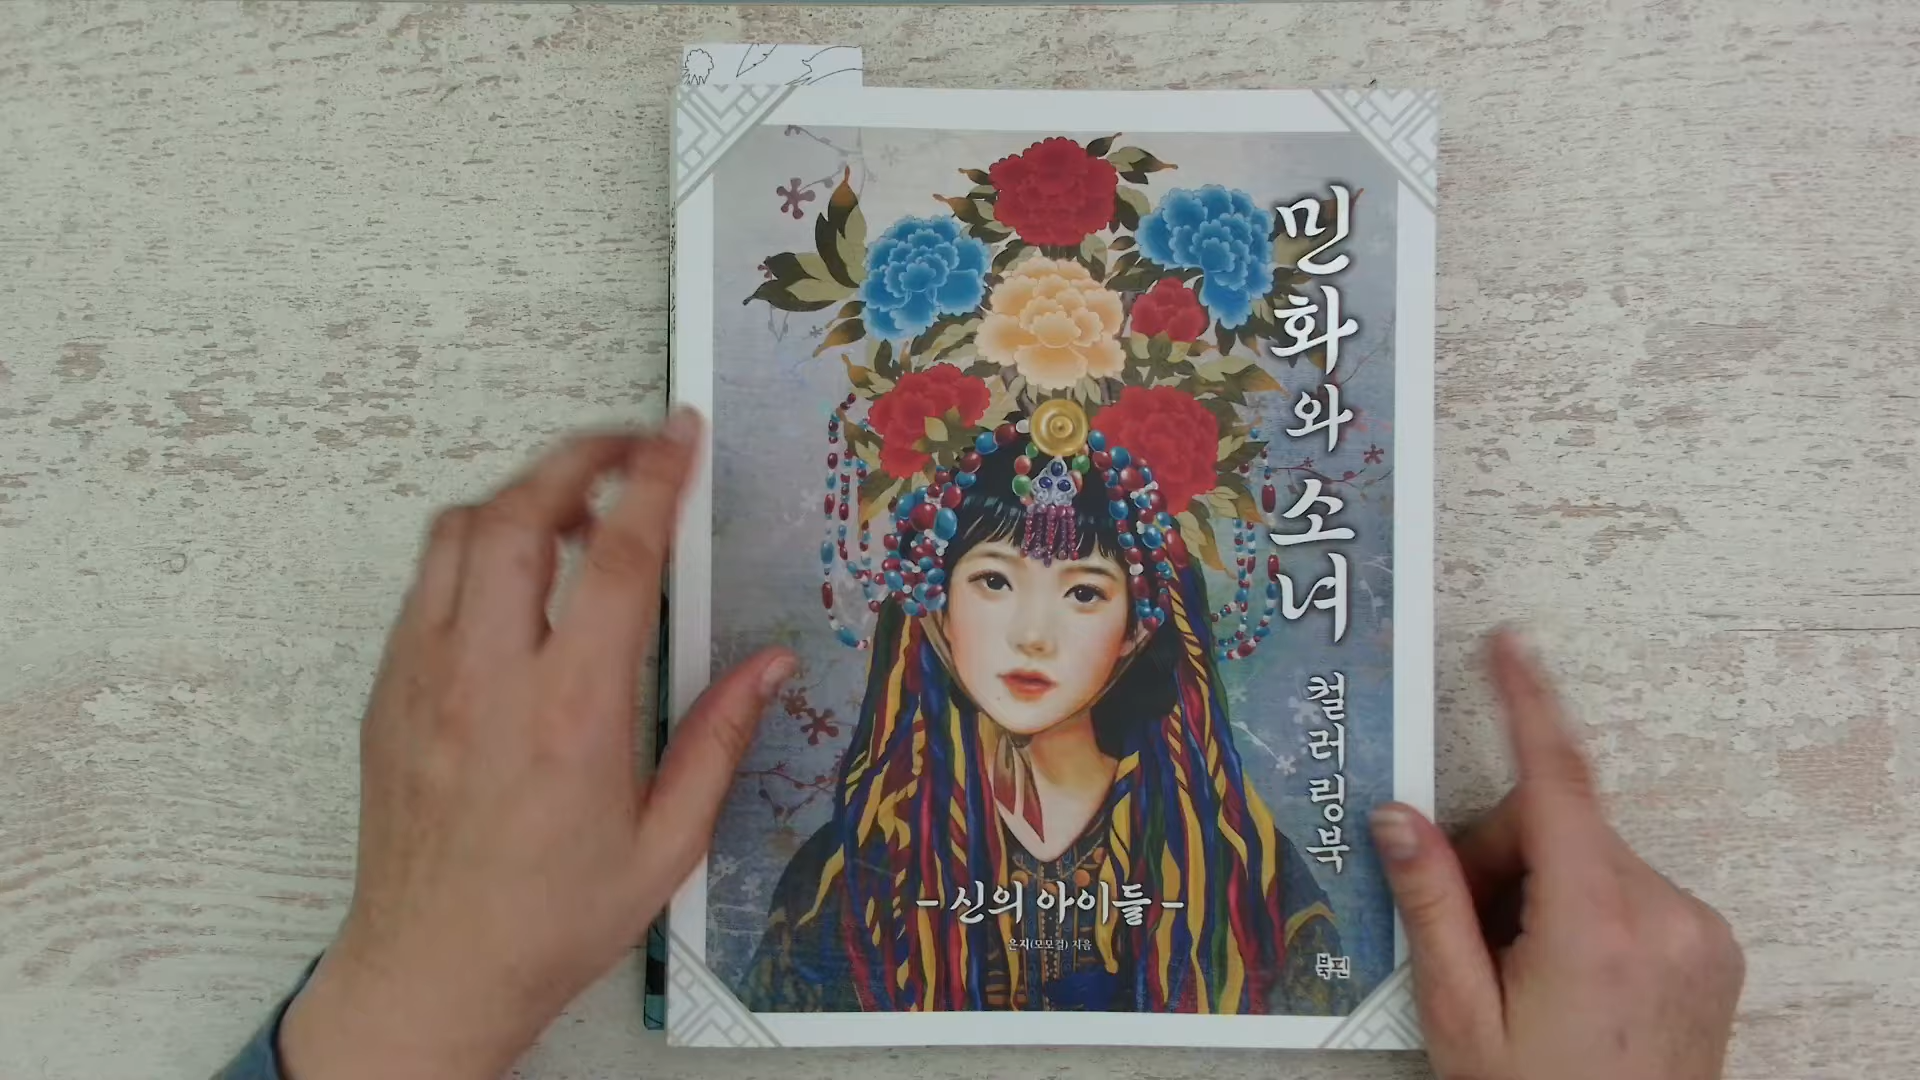 민화와 소녀
컬러링북
- 신의 아이들 -
은지(모모걸) 지음
북핀